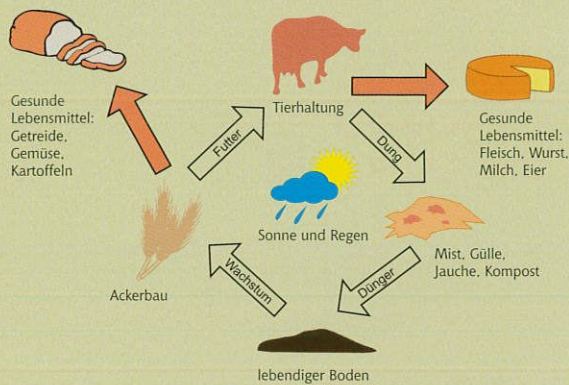 Tierhaltung
Gesunde
Lebensmittel:
Getreide,
Gemüse,
Kartoffeln
Gesunde
Lebensmittel:
Fleisch, Wurst,
Milch, Eier
Futter
Dung
Sonne und Regen
Mist, Gülle,
Jauche, Kompost
Ackerbau
Wachstum
Dünger
lebendiger Boden